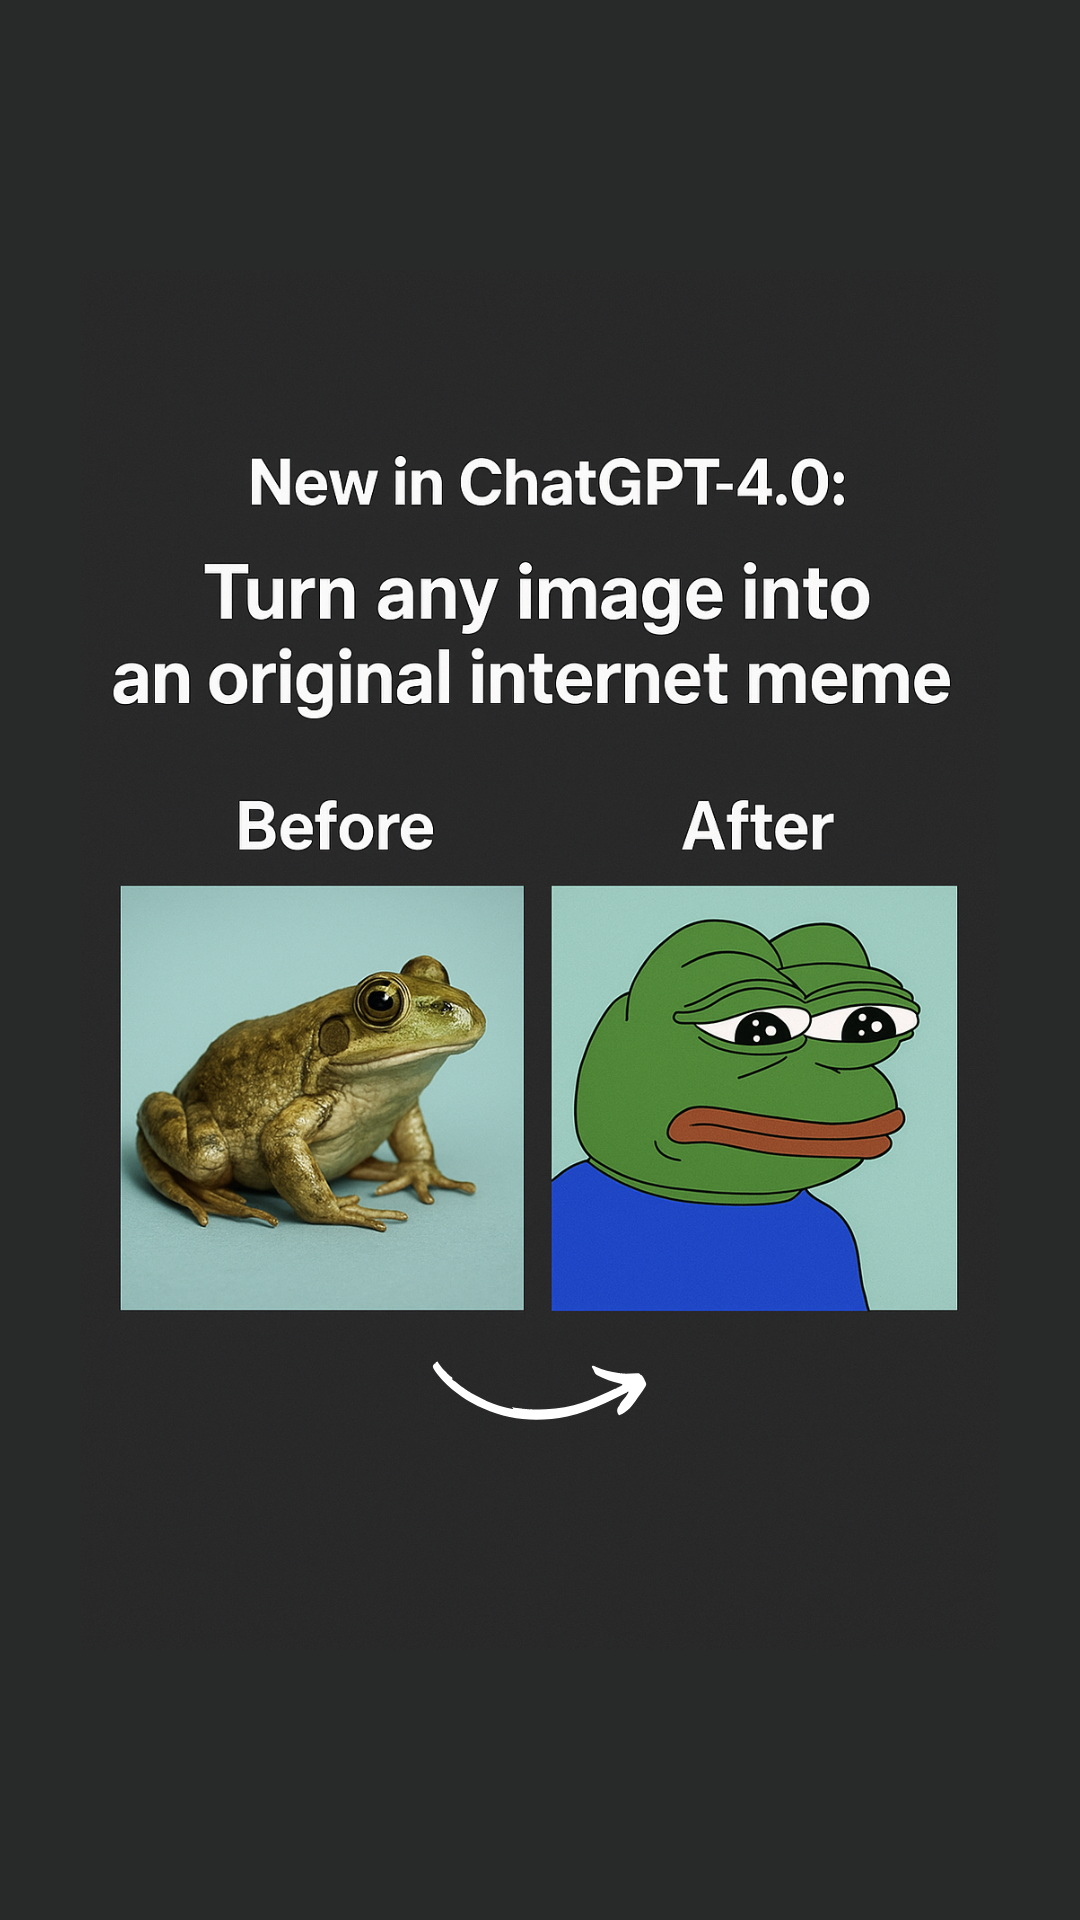 New in ChatGPT-4.0:
Turn any image into
an original internet meme
Before
After